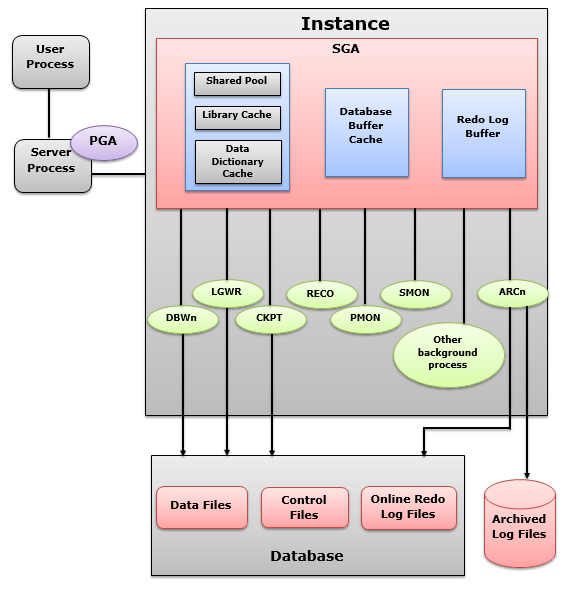 Instance
SGA
User
Process
PGA
Server
Process
Shared Pool
Library Cache
Data
Dictionary
Cache
Database
Buffer
Cache
Redo Log
Buffer
DBWn
LGWR
CKPT
RECO
PMON
SMON
Other
background
process
ARCn
Data Files
Control
Files
Online Redo
Log Files
Database
Archived
Log Files